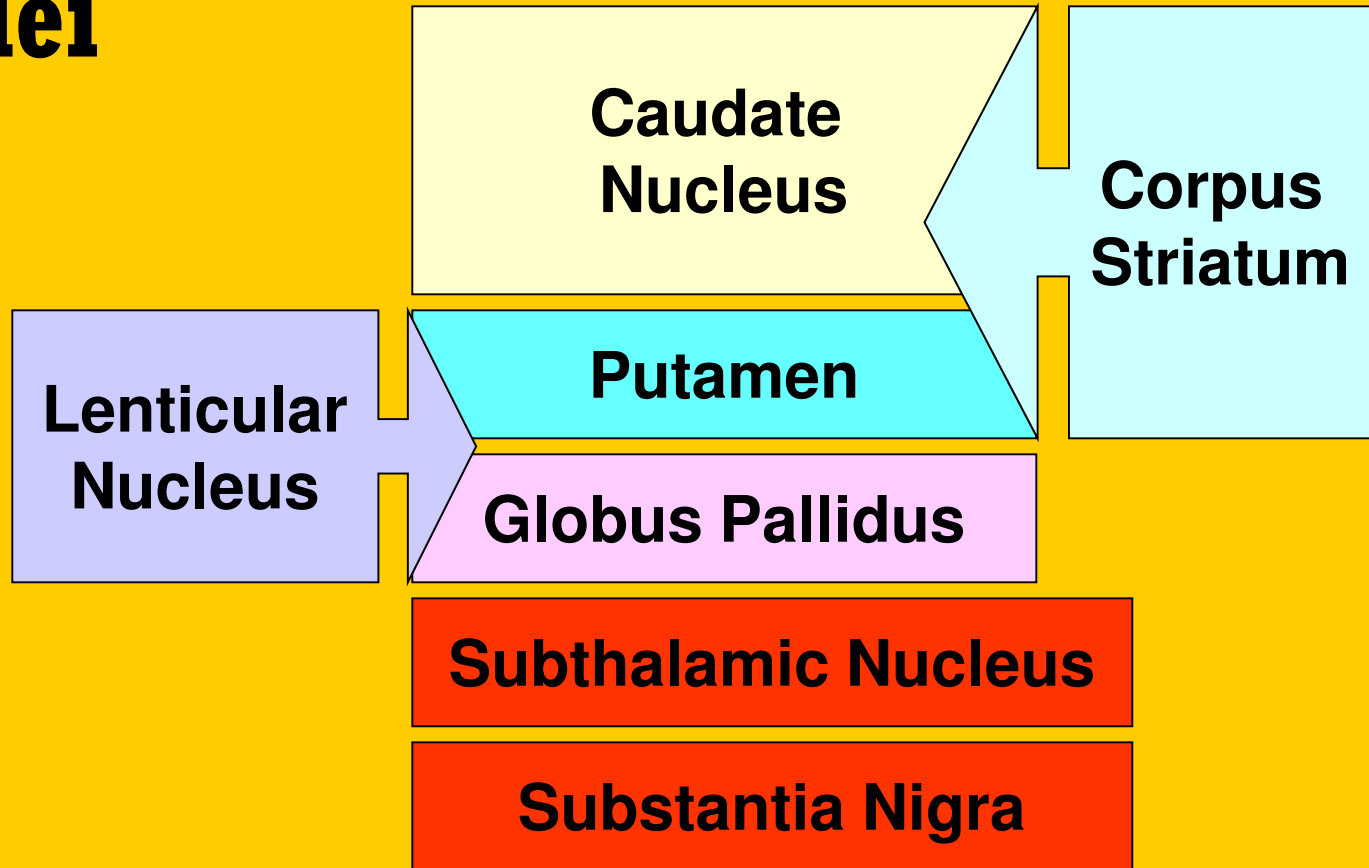 Caudate
Nucleus
Corpus
Striatum
Putamen
Lenticular
Nucleus
Globus Pallidus
Subthalamic Nucleus
Substantia Nigra